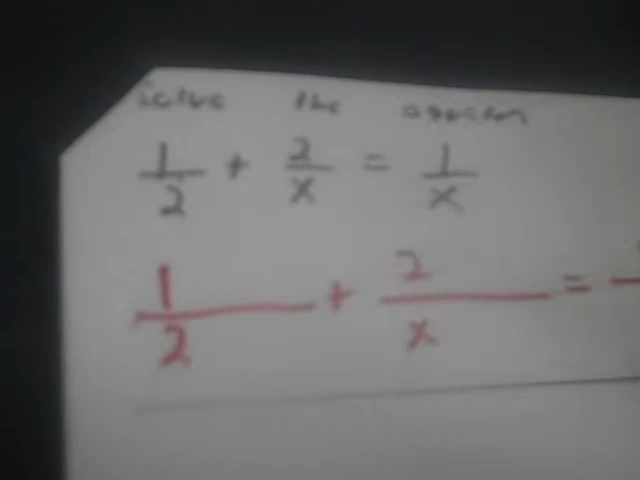 solve the
1/2 + 2/x = 1/x
1/2 + 2/x =